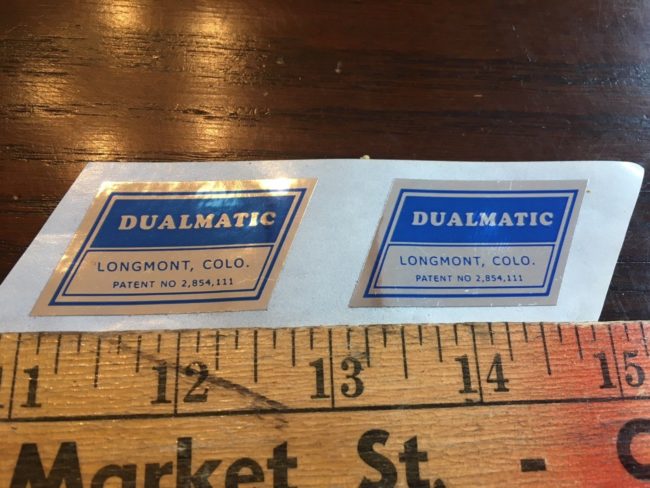 DUALMATIC
LONGMONT, COLO.
PATENT NO 2,854,111
DUALMATIC
LONGMONT, COLO.
PATENT NO 2,854,111
1 12 13 14 15
Market St. - C